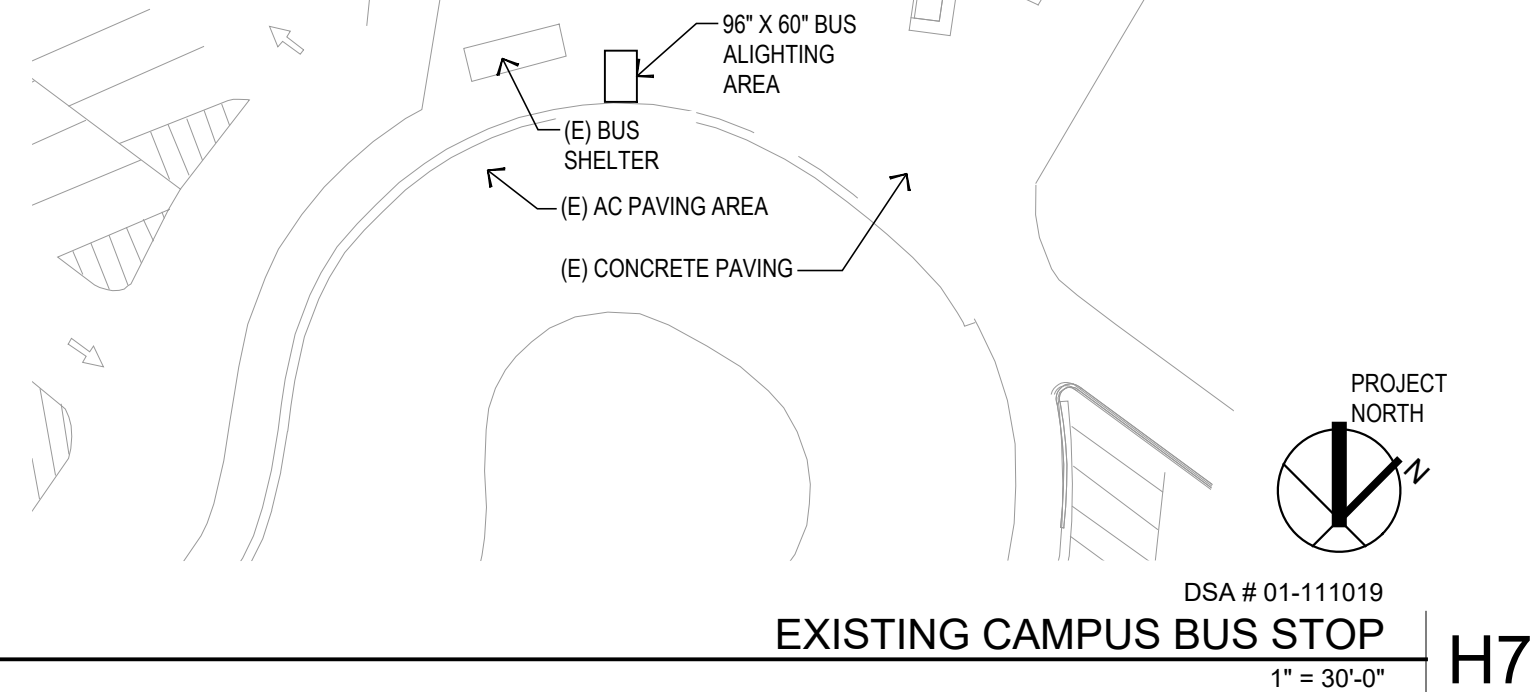 96" X 60" BUS
ALIGHTING
AREA
(E) BUS
SHELTER
(E) AC PAVING AREA
(E) CONCRETE PAVING
PROJECT
NORTH
N
DSA # 01-111019
EXISTING CAMPUS BUS STOP
H7
1" = 30'-0"